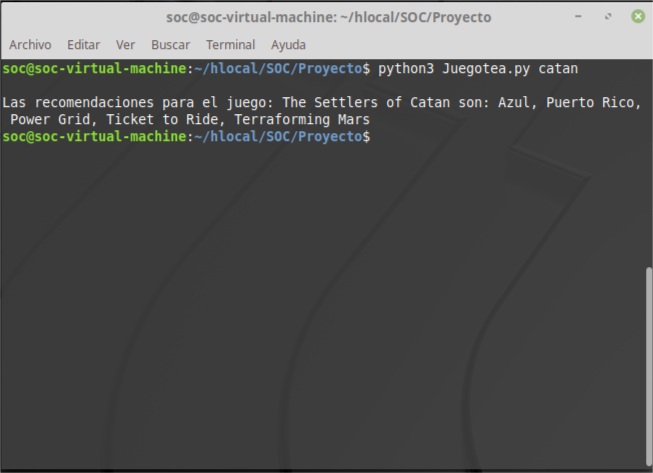 soc@soc-virtual-machine: ~/hlocal/SOC/Proyecto
Archivo Editar Ver Buscar Terminal Ayuda
soc@soc-virtual-machine:~/hlocal/SOC/Proyecto$ python3 Juegotea.py catan
Las recomendaciones para el juego: The Settlers of Catan son: Azul, Puerto Rico,
Power Grid, Ticket to Ride, Terraforming Mars
soc@soc-virtual-machine:~/hlocal/SOC/Proyecto$